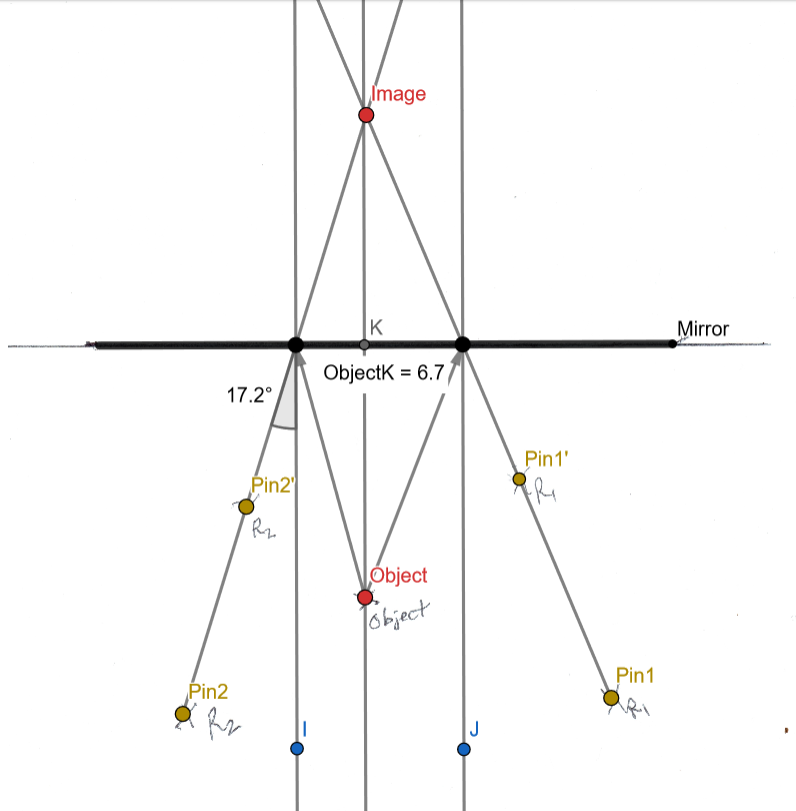 Image
K
Mirror
ObjectK = 6.7
17.2°
Pin1'
R1
Pin2'
R2
Object
Object
Pin1
R1
Pin2
R2
I
J